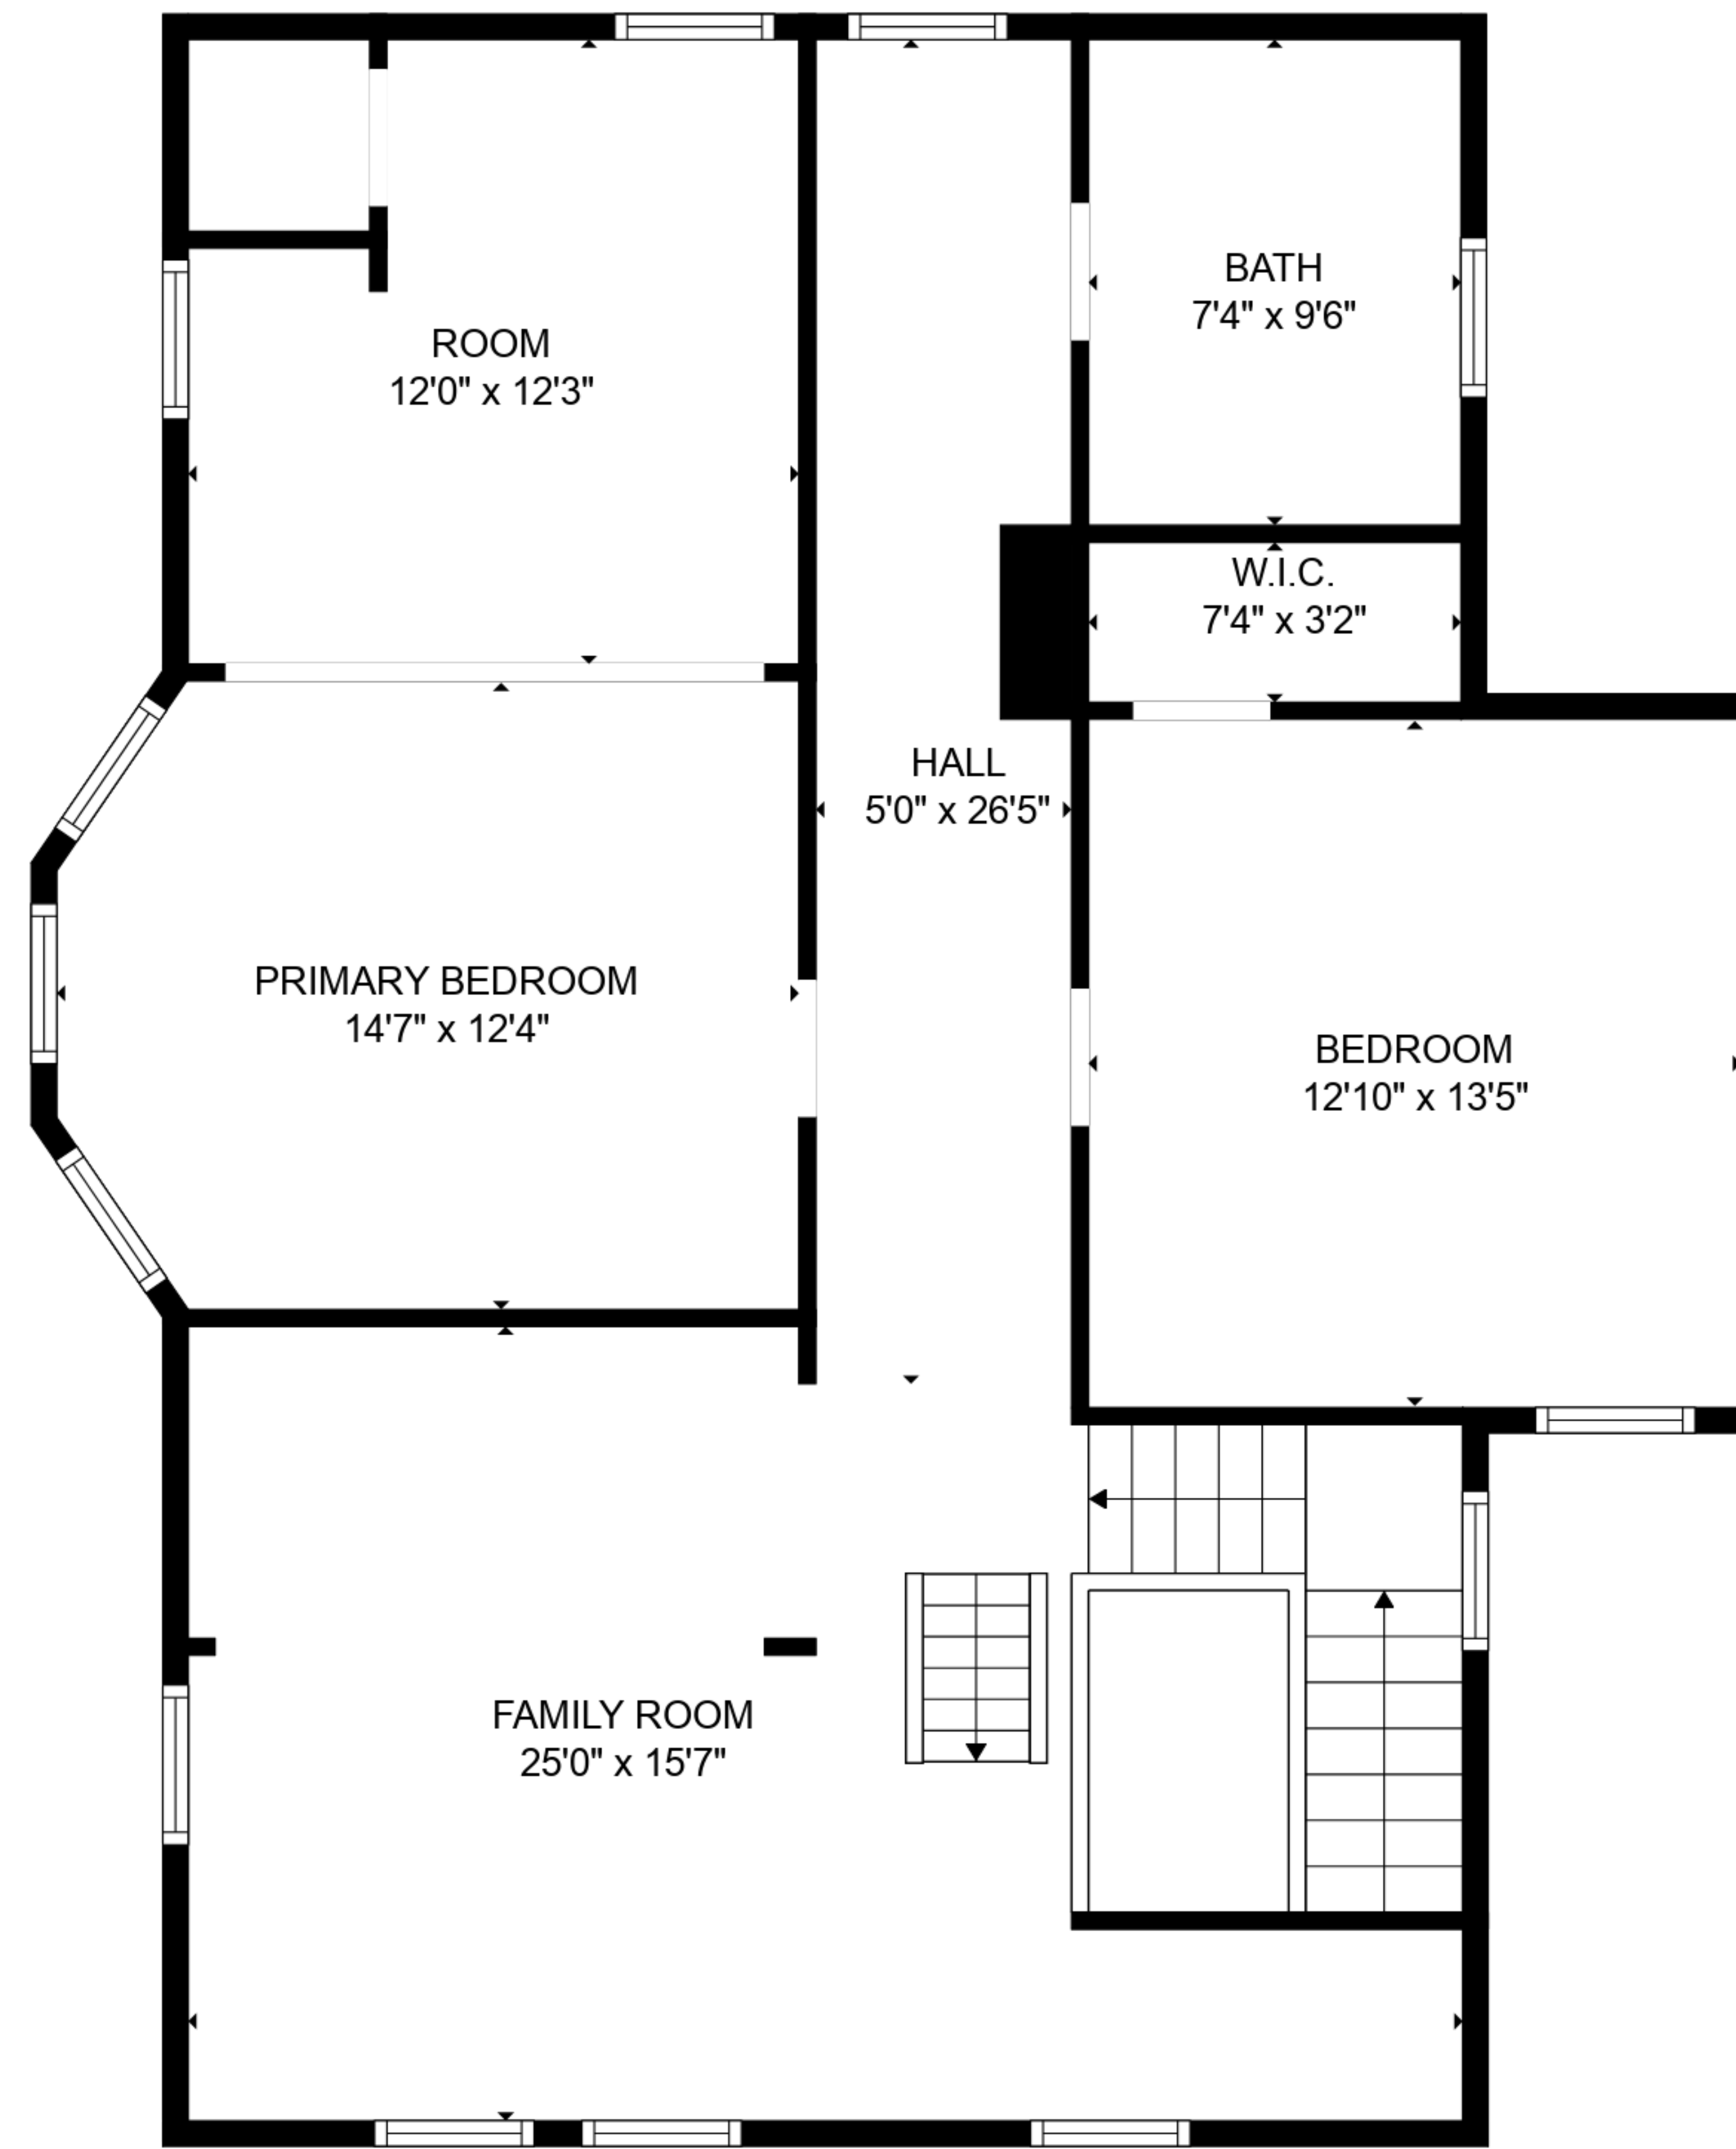 ROOM
12'0" x 12'3"
BATH
7'4" x 9'6"
W.I.C.
7'4" x 3'2"
HALL
5'0" x 26'5"
PRIMARY BEDROOM
14'7" x 12'4"
BEDROOM
12'10" x 13'5"
FAMILY ROOM
25'0" x 15'7"